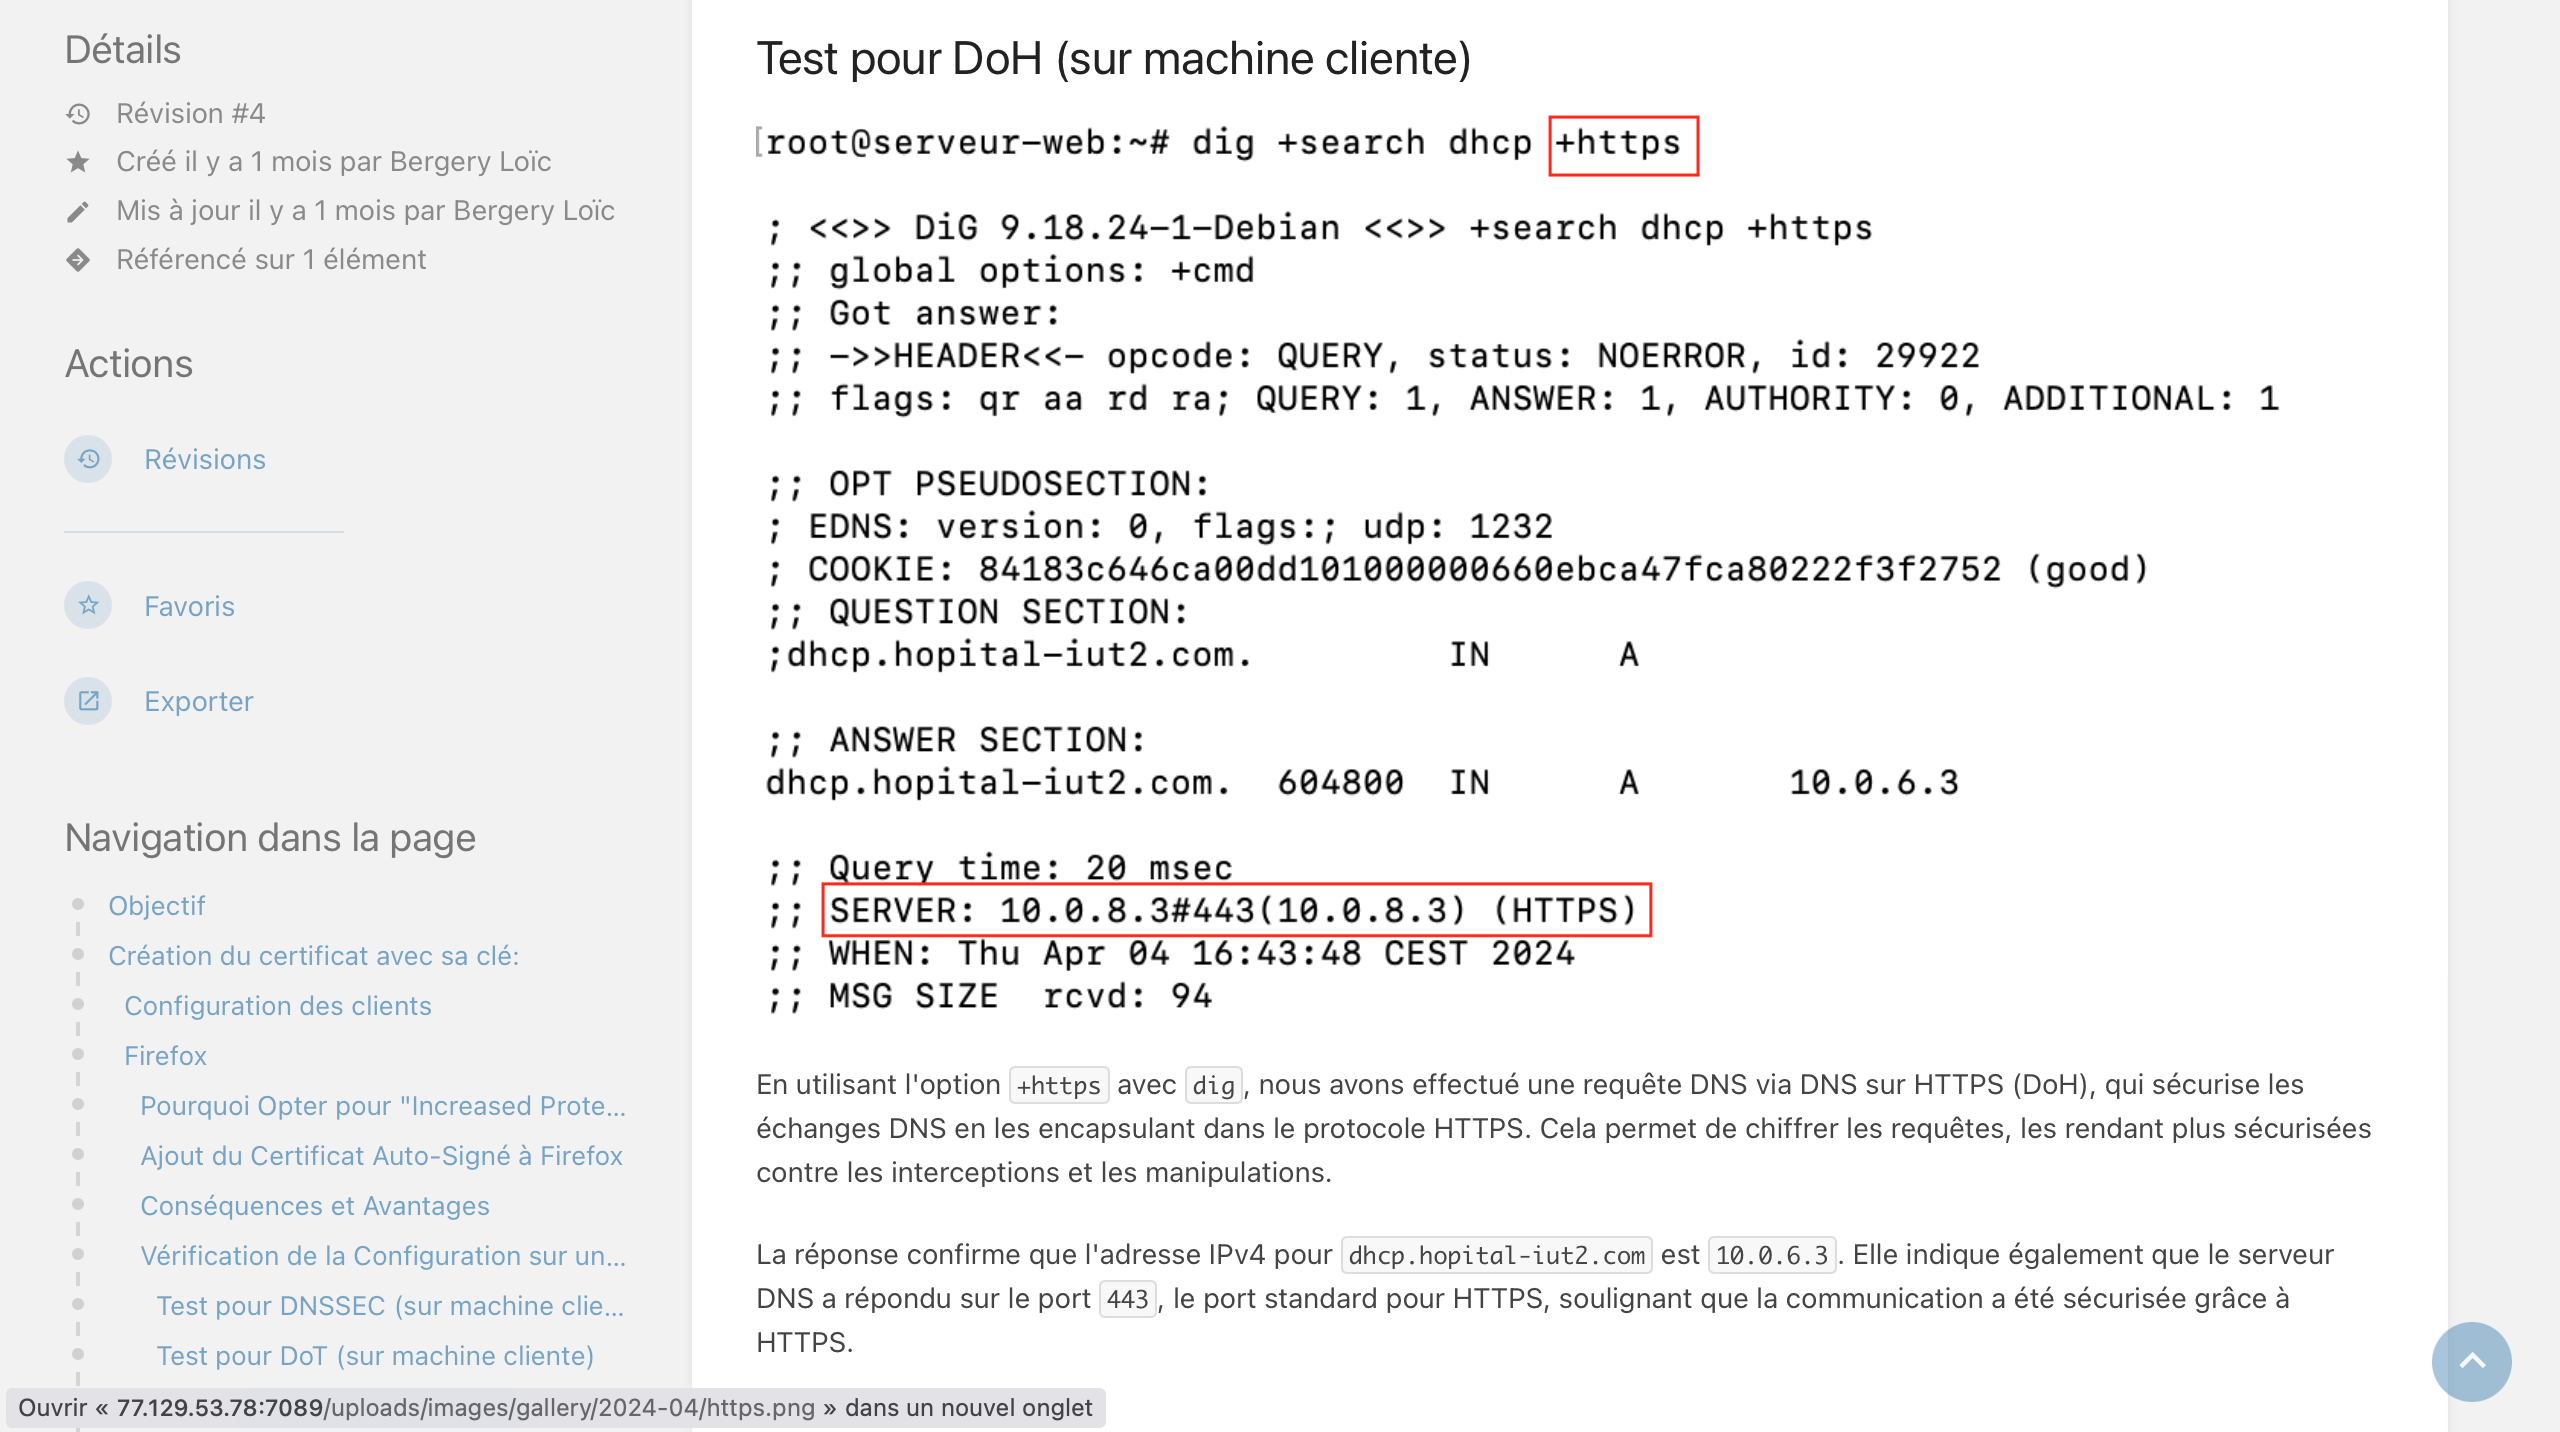 Détails
Révision #4
Créé il y a 1 mois par Bergery Loïc
Mis à jour il y a 1 mois par Bergery Loïc
Référencé sur 1 élément
Actions
Révisions
Favoris
Exporter
Navigation dans la page
Objectif
Création du certificat avec sa clé:
Configuration des clients
Firefox
Pourquoi Opter pour "Increased Prote...
Ajout du Certificat Auto-Signé à Firefox
Conséquences et Avantages
Vérification de la Configuration sur un...
Test pour DNSSEC (sur machine clie...
Test pour DoT (sur machine cliente)
Ouvrir « 77.129.53.78:7089/uploads/images/gallery/2024-04/https.png » dans un nouvel onglet
Test pour DoH (sur machine cliente)
[root@serveur-web:~# dig +search dhcp +https
; <<>> DiG 9.18.24-1-Debian <<>> +search dhcp +https
;; global options: +cmd
;; Got answer:
;; ->>HEADER<<- opcode: QUERY, status: NOERROR, id: 29922
;; flags: qr aa rd ra; QUERY: 1, ANSWER: 1, AUTHORITY: 0, ADDITIONAL: 1
;; OPT PSEUDOSECTION:
; EDNS: version: 0, flags:; udp: 1232
; COOKIE: 84183c646ca00dd101000000660ebca47fca80222f3f2752 (good)
;; QUESTION SECTION:
;dhcp.hopital-iut2.com. IN A
;; ANSWER SECTION:
dhcp.hopital-iut2.com. 604800 IN A 10.0.6.3
;; Query time: 20 msec
;; SERVER: 10.0.8.3#443(10.0.8.3) (HTTPS)
;; WHEN: Thu Apr 04 16:43:48 CEST 2024
;; MSG SIZE rcvd: 94
En utilisant l'option +https avec dig, nous avons effectué une requête DNS via DNS sur HTTPS (DoH), qui sécurise les
échanges DNS en les encapsulant dans le protocole HTTPS. Cela permet de chiffrer les requêtes, les rendant plus sécurisées
contre les interceptions et les manipulations.
La réponse confirme que l'adresse IPv4 pour dhcp.hopital-iut2.com est 10.0.6.3. Elle indique également que le serveur
DNS a répondu sur le port 443, le port standard pour HTTPS, soulignant que la communication a été sécurisée grâce à
HTTPS.